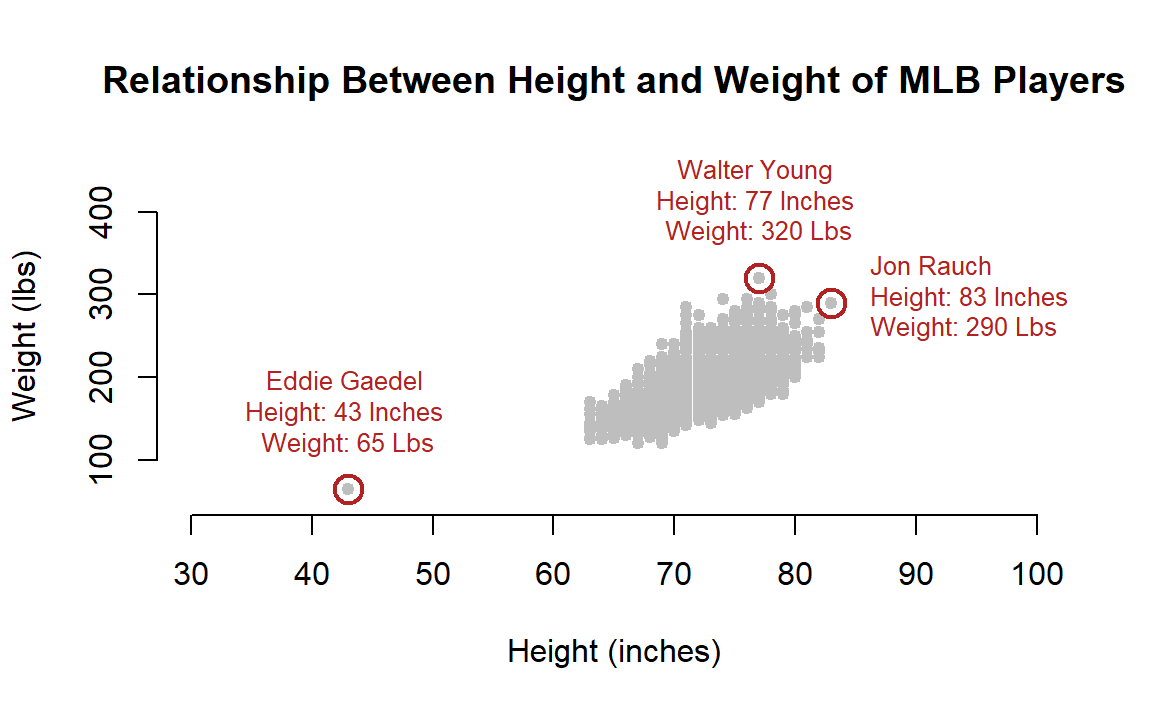 Relationship Between Height and Weight of MLB Players
Walter Young
Height: 77 Inches
Weight: 320 Lbs
Jon Rauch
Height: 83 Inches
Weight: 290 Lbs
Eddie Gaedel
Height: 43 Inches
Weight: 65 Lbs
Weight (lbs)
400
300
200
100
30 40 50 60 70 80 90 100
Height (inches)